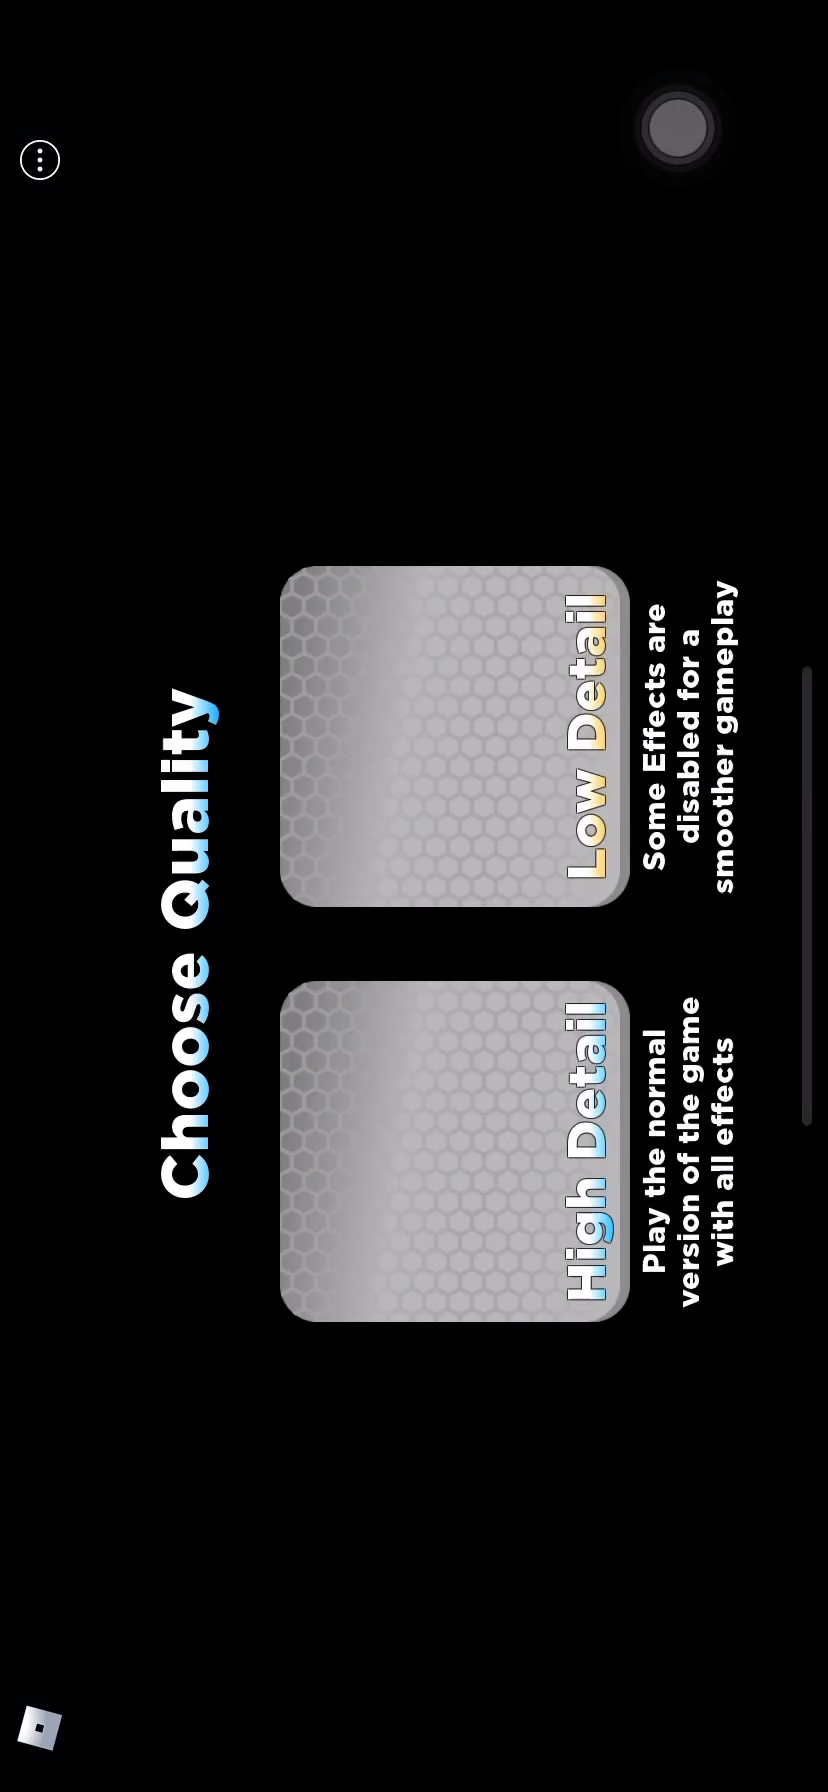 Choose Quality
High Detail
Play the normal
version of the game
with all effects
Low Detail
Some Effects are
disabled for a
smoother gameplay